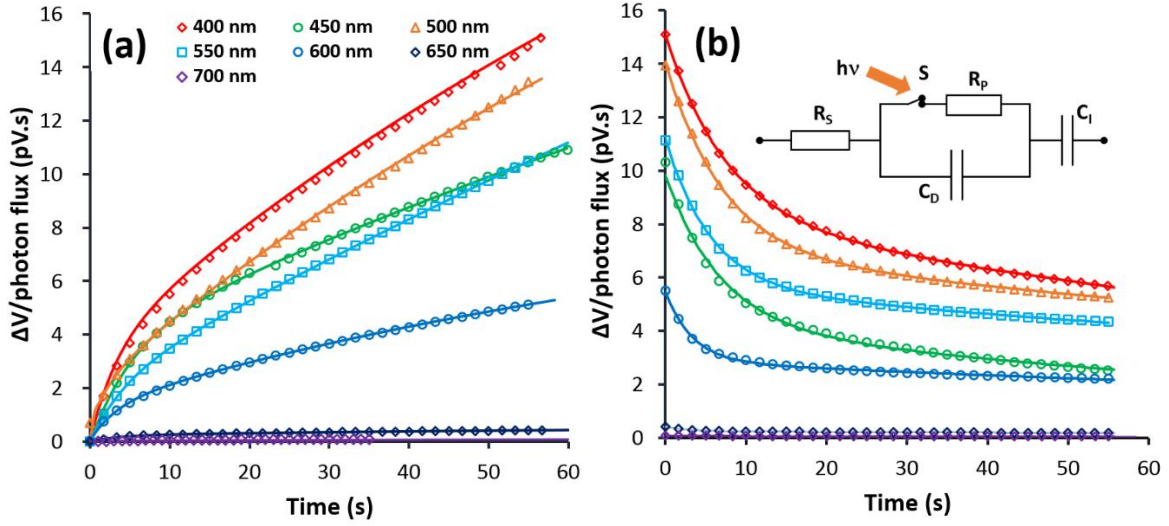 (a)
400 nm 450 nm 500 nm
550 nm 600 nm 650 nm
700 nm
ΔV/photon flux (pV.s)
16
14
12
10
8
6
4
2
0
0 10 20 30 40 50 60
Time (s)
(b)
hν
S
R_P
R_S
C_I
C_D
ΔV/photon flux (pV.s)
16
14
12
10
8
6
4
2
0
0 10 20 30 40 50 60
Time (s)